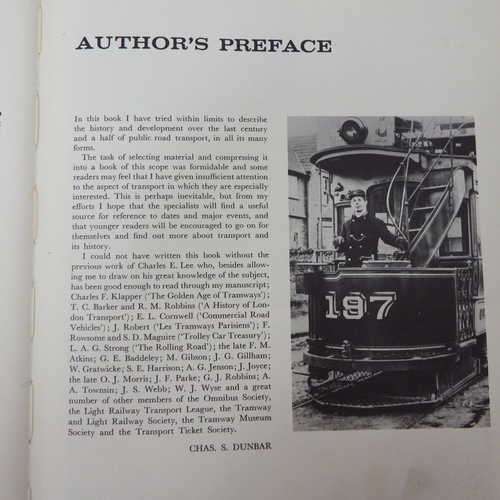 AUTHOR'S PREFACE
In this book I have tried within limits to describe
the history and development over the last century
and a half of public road transport, in all its many
forms.
The task of selecting material and compressing it
into a book of this scope was formidable and some
readers may feel that I have given insufficient attention
to the aspect of transport in which they are especially
interested. This is perhaps inevitable, but from my
efforts I hope that the specialists will find a useful
source for reference to dates and major events, and
that younger readers will be encouraged to go on for
themselves and find out more about transport and
its history.
I could not have written this book without the
previous work of Charles E. Lee who, besides allow-
ing me to draw on his great knowledge of the subject,
has been good enough to read through my manuscript;
Charles F. Klapper ('The Golden Age of Tramways');
T. C. Barker and R. M. Robbins ('A History of Lon-
don Transport'); E. L. Cornwell ('Commercial Road
Vehicles'); J. Robert ('Les Tramways Parisiens'); F.
Rowsome and S. D. Maguire ('Trolley Car Treasury');
L. A. G. Strong ('The Rolling Road'); the late F. M.
Atkins; G. E. Baddeley; M. Gibson; J. G. Gillham;
W. Gratwicke; S. E. Harrison; A. G. Jenson; J. Joyce;
the late O. J. Morris; J. F. Parke; G. J. Robbins; A.
A. Townsin; J. S. Webb; W. J. Wyse and a great
number of other members of the Omnibus Society,
the Light Railway Transport League, the Tramway
and Light Railway Society, the Tramway Museum
Society and the Transport Ticket Society.
CHAS. S. DUNBAR
197
197